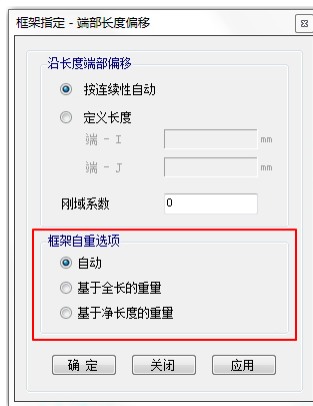 框架指定 - 端部长度偏移
沿长度端部偏移
按连续性自动
定义长度
端 - I
mm
端 - J
mm
刚域系数
0
框架自重选项
自动
基于全长的重量
基于净长度的重量
确 定
关闭
应用